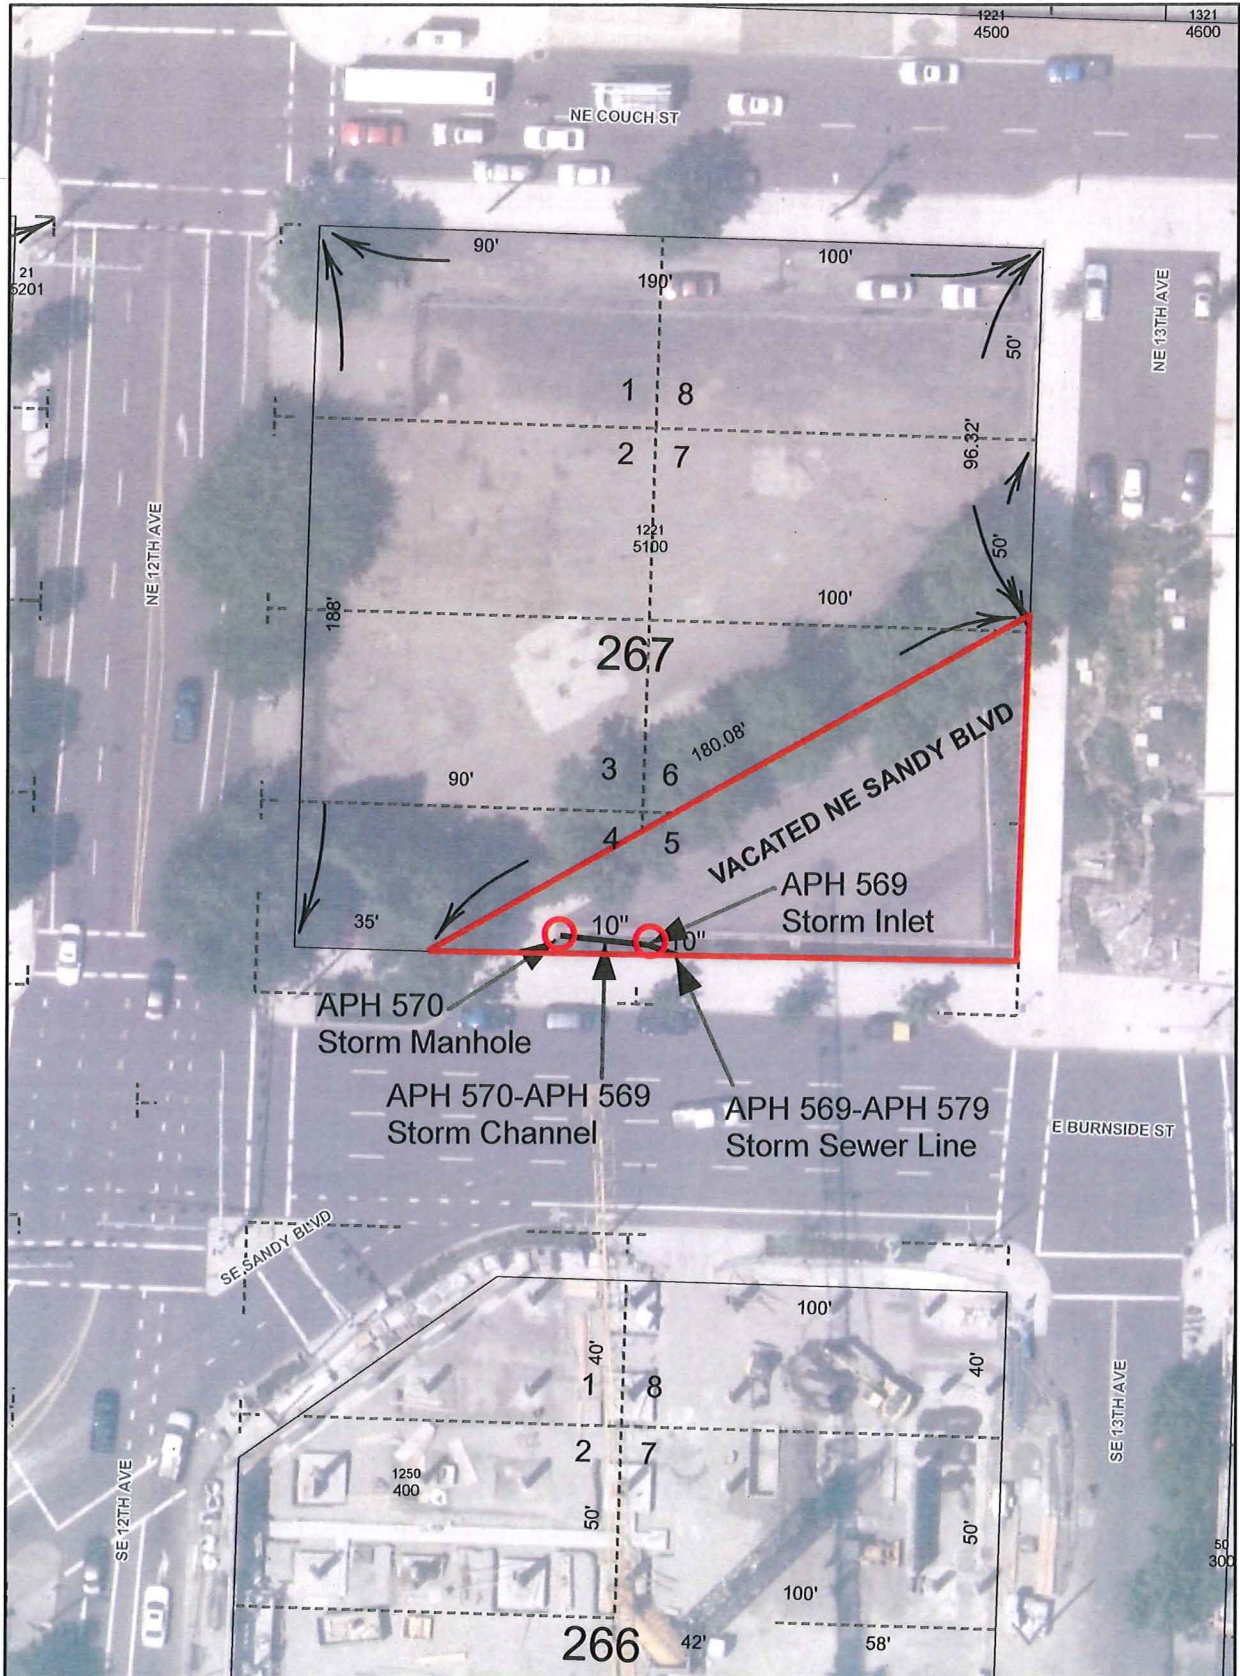 1221
4500
1321
4600
NE COUCH ST
90'
100'
190'
21
5201
50'
NE 13TH AVE
1
8
96.32'
2
7
1221
5100
NE 12TH AVE
50'
188'
100'
267
180.08'
VACATED NE SANDY BLVD
3
6
90'
4
5
APH 569
Storm Inlet
35'
10"
10"
APH 570
Storm Manhole
APH 570-APH 569
Storm Channel
APH 569-APH 579
Storm Sewer Line
E BURNSIDE ST
SE SANDY BLVD
100'
40'
40'
1
8
SE 13TH AVE
2
7
1250
400
SE 12TH AVE
50'
50'
50
300
100'
266
42'
58'